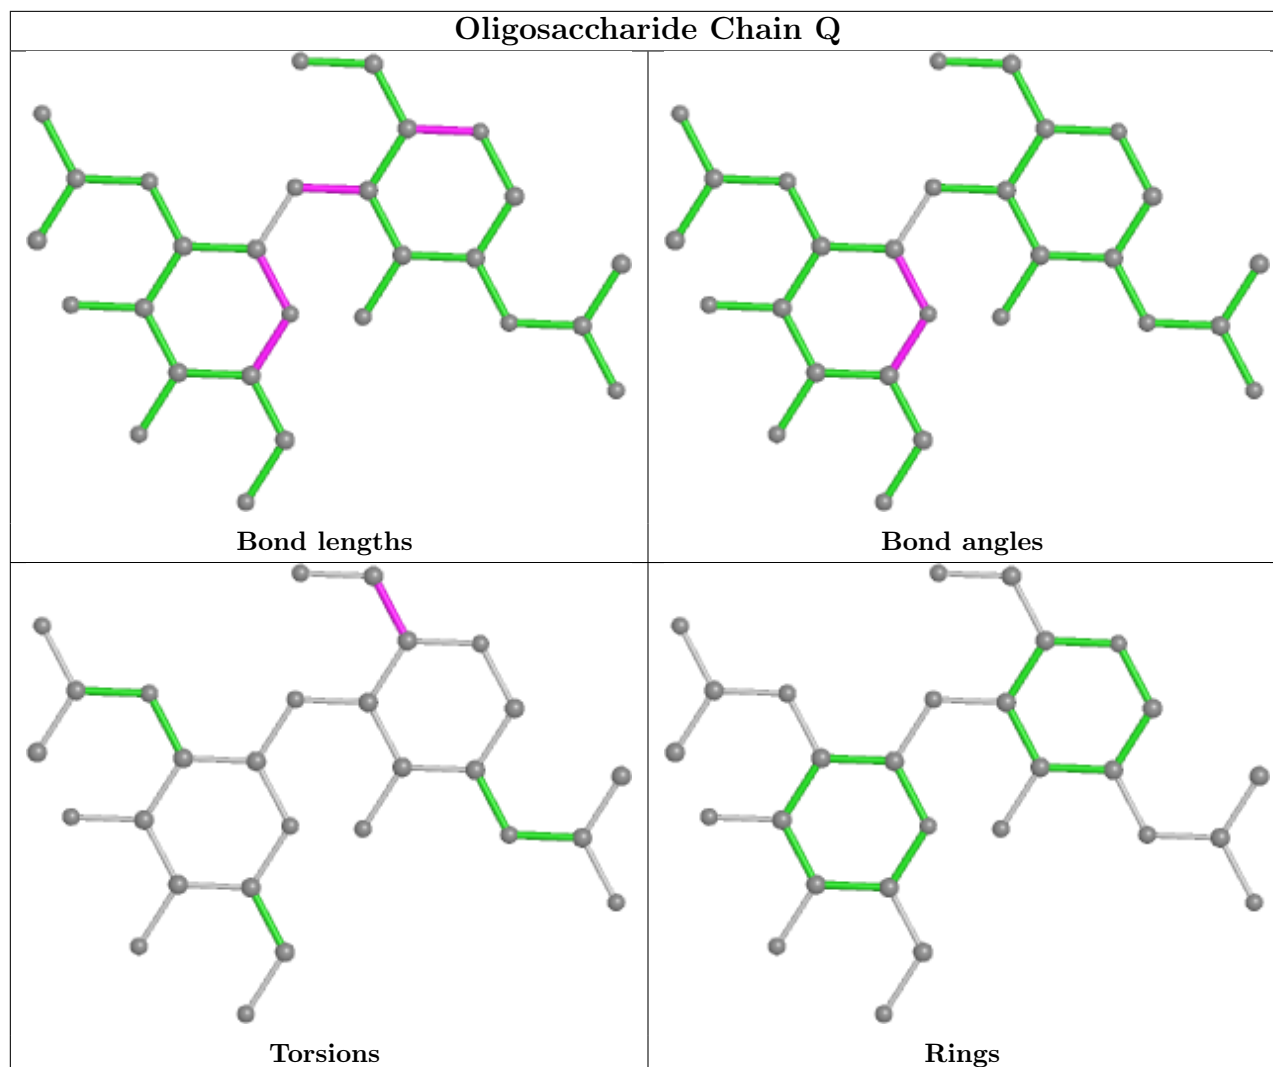 Oligosaccharide Chain Q
Bond lengths
Bond angles
Torsions
Rings